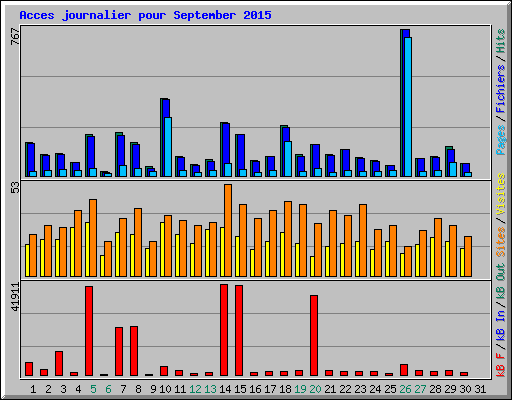 Acces journalier pour September 2015
767
53
41911
Pages / Fichiers / Hits
Sites / Visites
kB F / kB In / kB Out
1 2 3 4 5 6 7 8 9 10 11 12 13 14 15 16 17 18 19 20 21 22 23 24 25 26 27 28 29 30 31